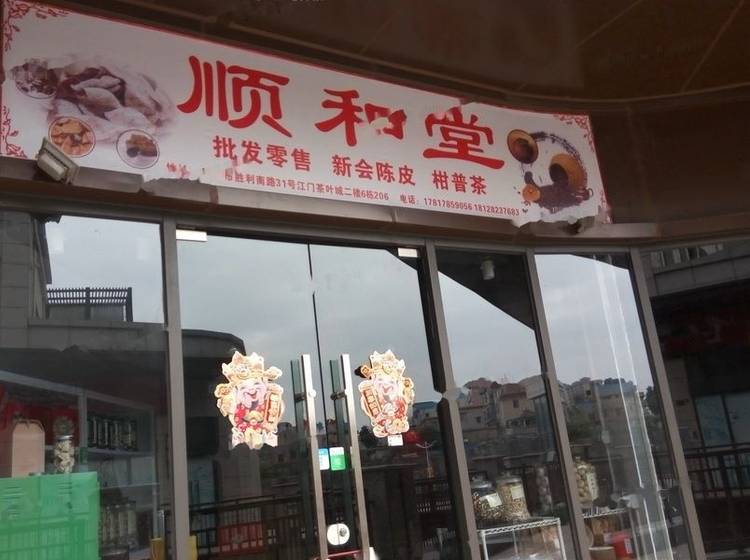 顺和堂
批发零售 新会陈皮 柑普茶
胜利南路31号江门茶叶城二楼6栋206 电话：17817859056 18128237683